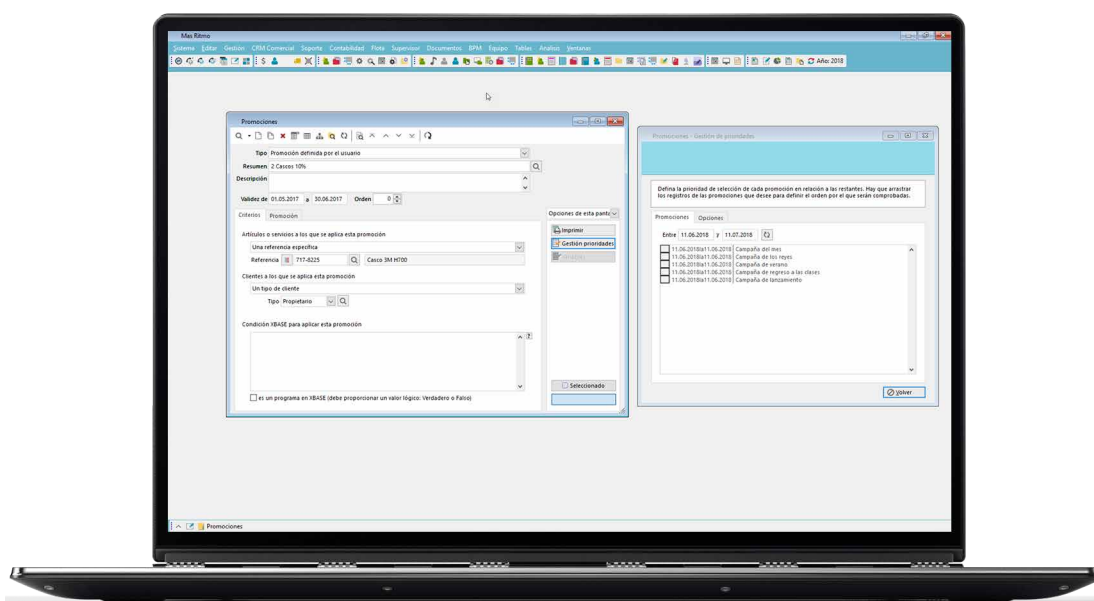 Mas Ritmo
Sistema Editar Gestión CRM Comercial Soporte Contabilidad Flota Supervisor Documentos BPM Equipo Tables Analisis Ventanas
Año: 2018
Promociones
Tipo Promoción definida por el usuario
Resumen 2 Cascos 10%
Descripción
Válidez de 01.05.2017 a 30.06.2017 Orden 0
Criterios Promoción
Artículos o servicios a los que se aplica esta promoción
Una referencia específica
Referencia 717-8225 Casco 3M H700
Clientes a los que se aplica esta promoción
Un tipo de cliente
Tipo Propietario
Condición XBASE para aplicar esta promoción
es un programa en XBASE (debe proporcionar un valor lógico: Verdadero o Falso)
Opciones de esta panta
Imprimir
Gestión prioridades
Seleccionado
Promociones - Gestión de prioridades
Defina la prioridad de selección de cada promoción en relación a las restantes. Hay que arrastrar
los registros de las promociones que desee para definir el orden por el que serán comprobadas.
Promociones Opciones
Entre 11.06.2018 y 11.07.2018
11.06.2018a11.06.2018 Campaña del mes
11.06.2018a11.06.2018 Campaña de los reyes
11.06.2018a11.06.2018 Campaña de verano
11.06.2018a11.06.2018 Campaña de regreso a las clases
11.06.2018a11.06.2018 Campaña de lanzamiento
Volver
Promociones